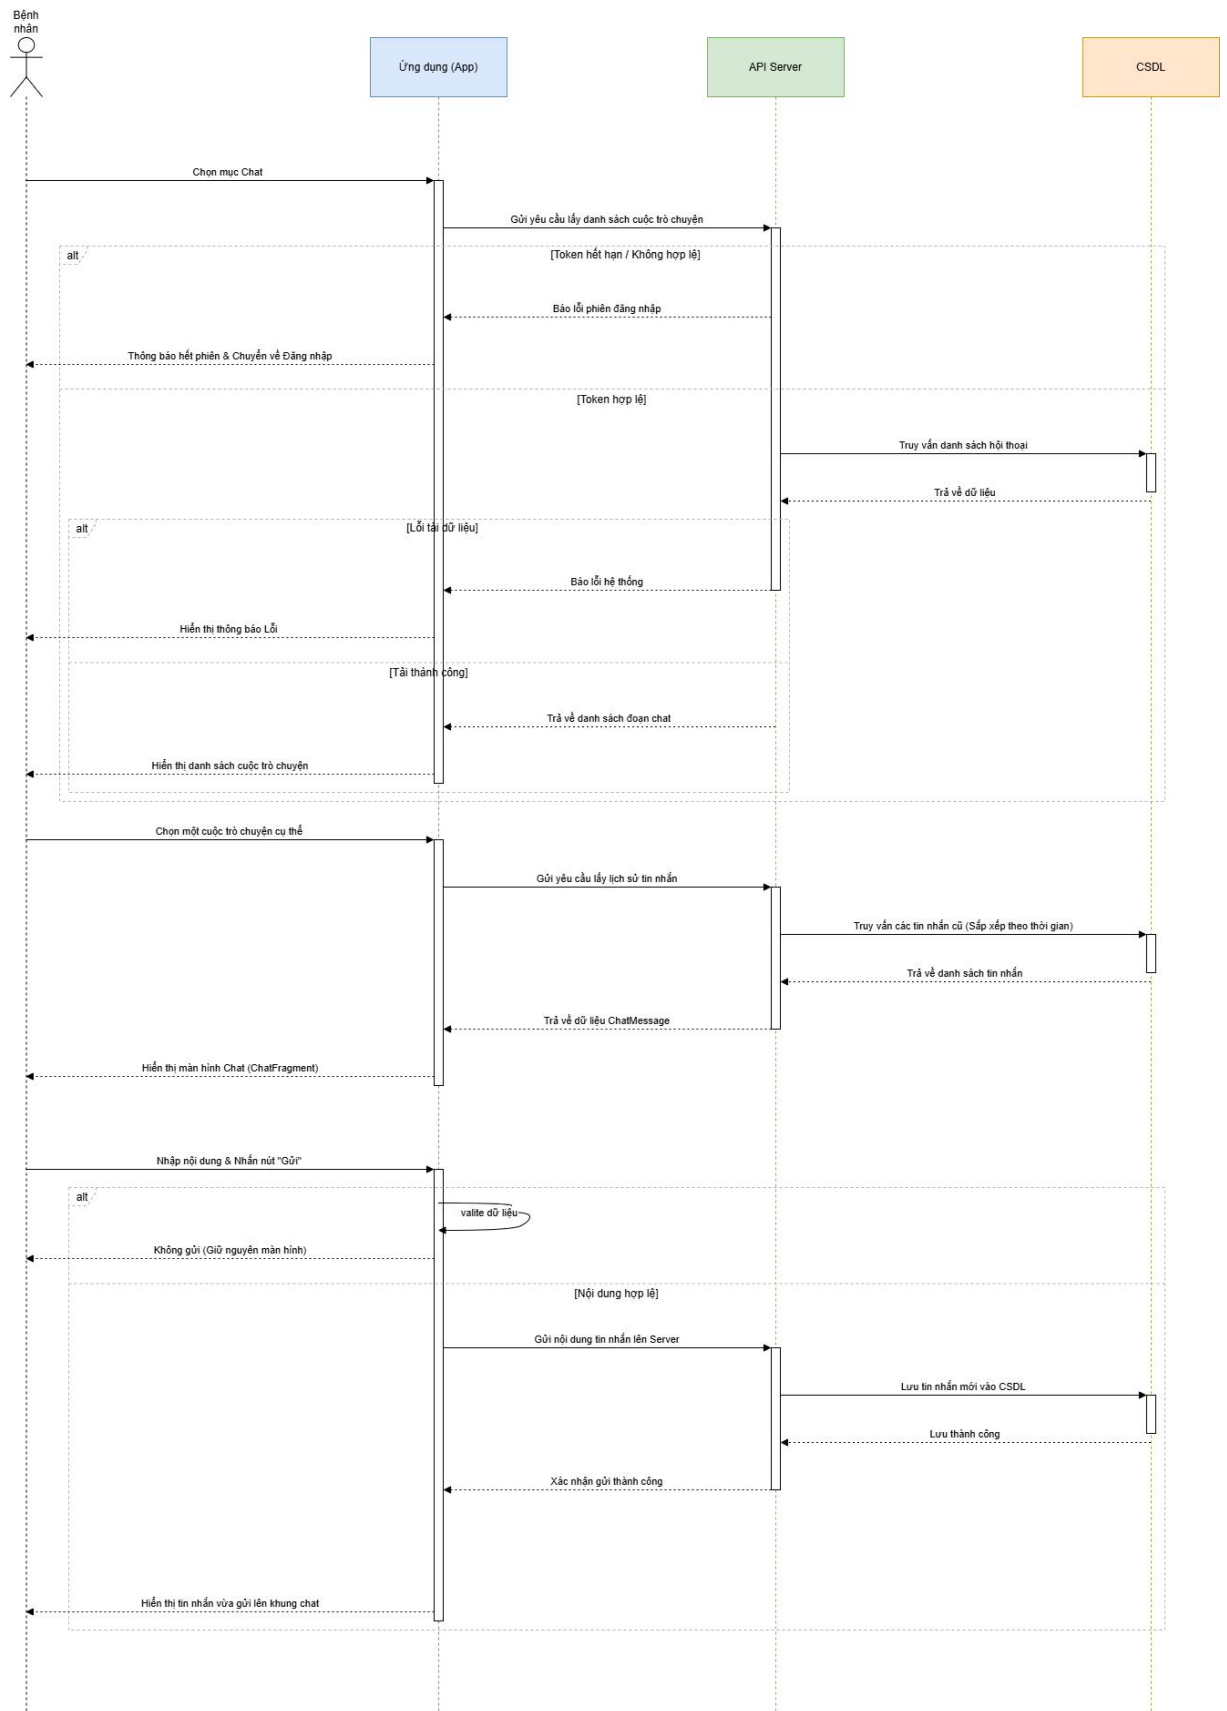 Bệnh
nhân
Ứng dụng (App)
API Server
CSDL
Chọn mục Chat
Gửi yêu cầu lấy danh sách cuộc trò chuyện
alt
[Token hết hạn / Không hợp lệ]
Báo lỗi phiên đăng nhập
Thông báo hết phiên & Chuyển về Đăng nhập
[Token hợp lệ]
Truy vấn danh sách hội thoại
Trả về dữ liệu
alt
[Lỗi tải dữ liệu]
Báo lỗi hệ thống
Hiển thị thông báo Lỗi
[Tải thành công]
Trả về danh sách đoạn chat
Hiển thị danh sách cuộc trò chuyện
Chọn một cuộc trò chuyện cụ thể
Gửi yêu cầu lấy lịch sử tin nhắn
Truy vấn các tin nhắn cũ (Sắp xếp theo thời gian)
Trả về danh sách tin nhắn
Trả về dữ liệu ChatMessage
Hiển thị màn hình Chat (ChatFragment)
Nhập nội dung & Nhấn nút "Gửi"
alt
valite dữ liệu
Không gửi (Giữ nguyên màn hình)
[Nội dung hợp lệ]
Gửi nội dung tin nhắn lên Server
Lưu tin nhắn mới vào CSDL
Lưu thành công
Xác nhận gửi thành công
Hiển thị tin nhắn vừa gửi lên khung chat